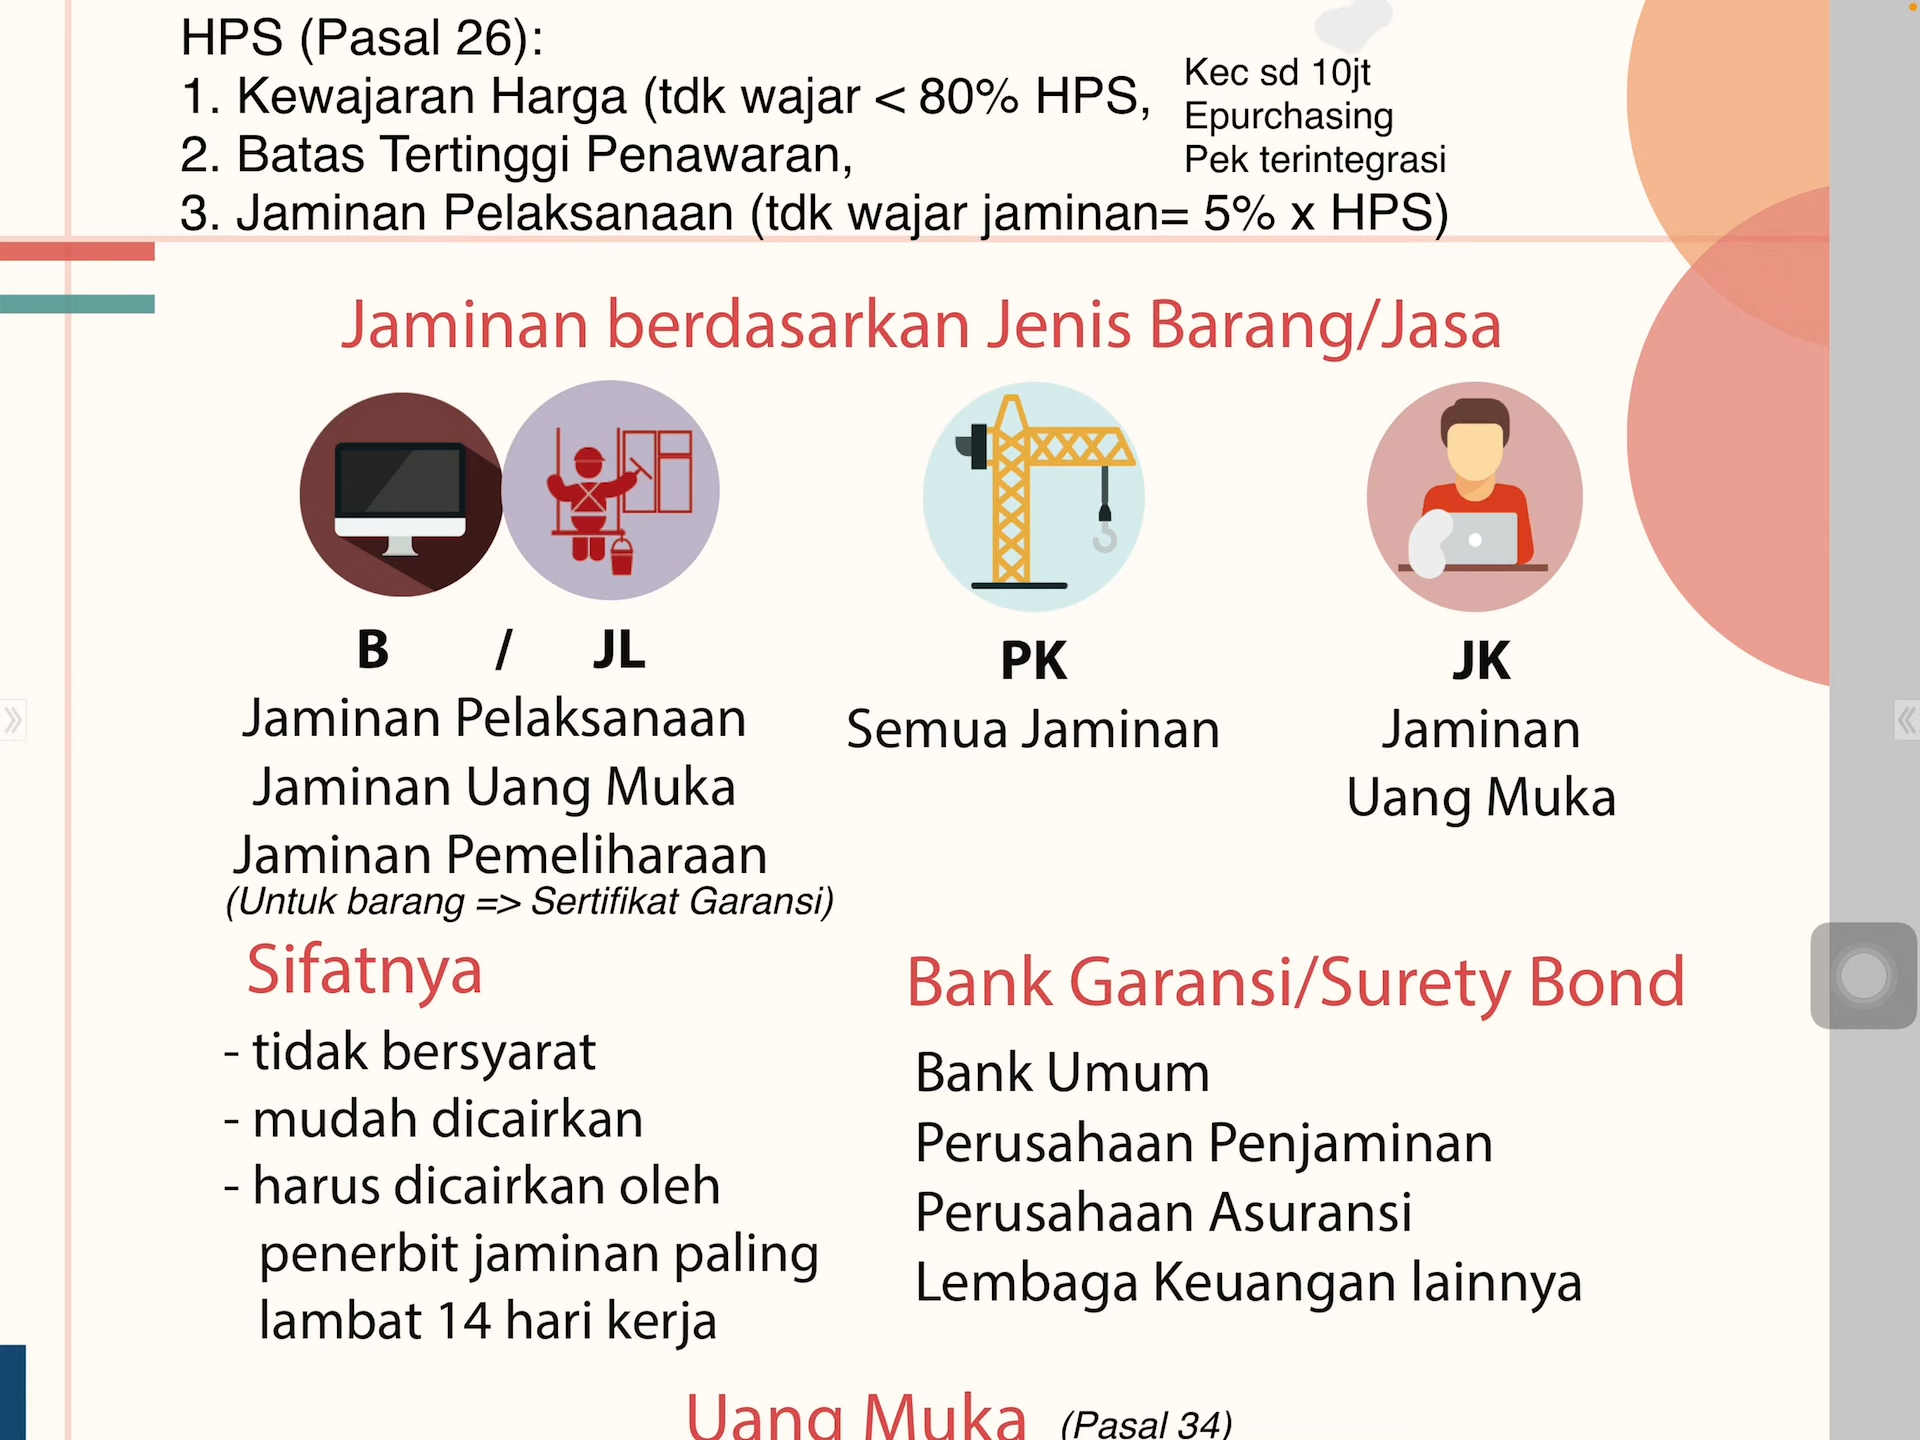 HPS (Pasal 26):
1. Kewajaran Harga (tdk wajar < 80% HPS,
2. Batas Tertinggi Penawaran,
3. Jaminan Pelaksanaan (tdk wajar jaminan= 5% x HPS)
Kec sd 10jt
Epurchasing
Pek terintegrasi
Jaminan berdasarkan Jenis Barang/Jasa
B / JL
Jaminan Pelaksanaan
Jaminan Uang Muka
Jaminan Pemeliharaan
(Untuk barang => Sertifikat Garansi)
PK
Semua Jaminan
JK
Jaminan
Uang Muka
Sifatnya
- tidak bersyarat
- mudah dicairkan
- harus dicairkan oleh
penerbit jaminan paling
lambat 14 hari kerja
Bank Garansi/Surety Bond
Bank Umum
Perusahaan Penjaminan
Perusahaan Asuransi
Lembaga Keuangan lainnya
Uang Muka (Pasal 34)